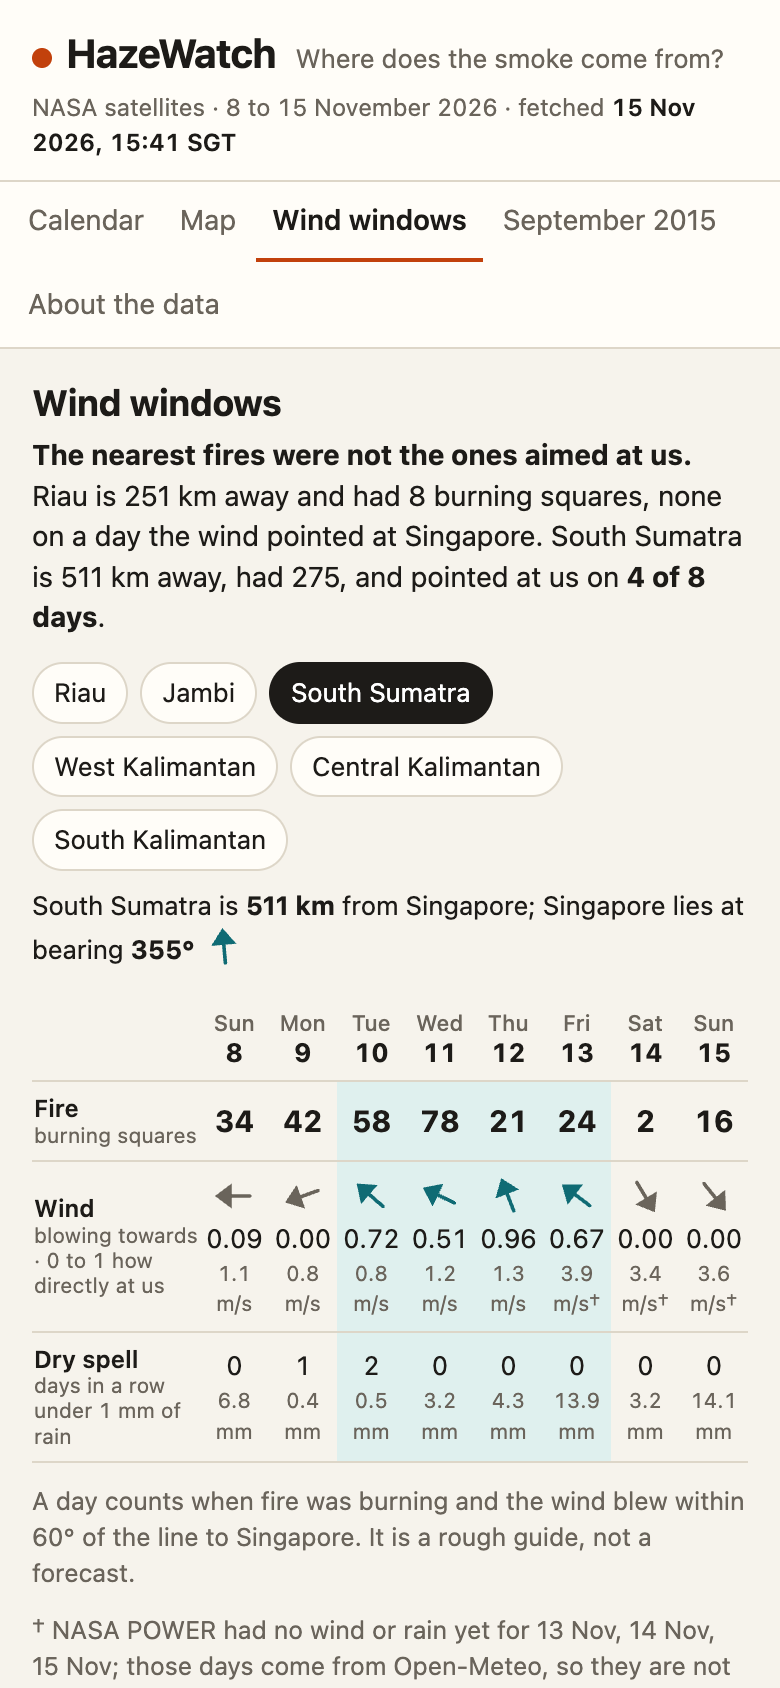 HazeWatch Where does the smoke come from?
NASA satellites · 8 to 15 November 2026 · fetched 15 Nov
2026, 15:41 SGT
Calendar Map Wind windows September 2015
About the data
Wind windows
The nearest fires were not the ones aimed at us.
Riau is 251 km away and had 8 burning squares, none
on a day the wind pointed at Singapore. South Sumatra
is 511 km away, had 275, and pointed at us on 4 of 8
days.
Riau Jambi South Sumatra
West Kalimantan Central Kalimantan
South Kalimantan
South Sumatra is 511 km from Singapore; Singapore lies at
bearing 355°
Sun Mon Tue Wed Thu Fri Sat Sun
8 9 10 11 12 13 14 15
Fire
burning squares
34 42 58 78 21 24 2 16
Wind
blowing towards
· 0 to 1 how
directly at us
0.09 0.00 0.72 0.51 0.96 0.67 0.00 0.00
1.1 0.8 0.8 1.2 1.3 3.9 3.4 3.6
m/s m/s m/s m/s m/s m/s† m/s† m/s†
Dry spell
days in a row
under 1 mm of
rain
0 1 2 0 0 0 0 0
6.8 0.4 0.5 3.2 4.3 13.9 3.2 14.1
mm mm mm mm mm mm mm mm
A day counts when fire was burning and the wind blew within
60° of the line to Singapore. It is a rough guide, not a
forecast.
† NASA POWER had no wind or rain yet for 13 Nov, 14 Nov,
15 Nov; those days come from Open-Meteo, so they are not